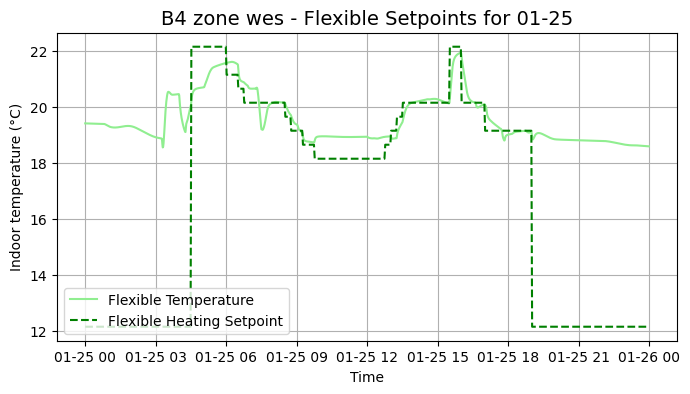 B4 zone wes - Flexible Setpoints for 01-25
Indoor temperature (°C)
22
20
18
16
14
12
Flexible Temperature
Flexible Heating Setpoint
01-25 00 01-25 03 01-25 06 01-25 09 01-25 12 01-25 15 01-25 18 01-25 21 01-26 00
Time